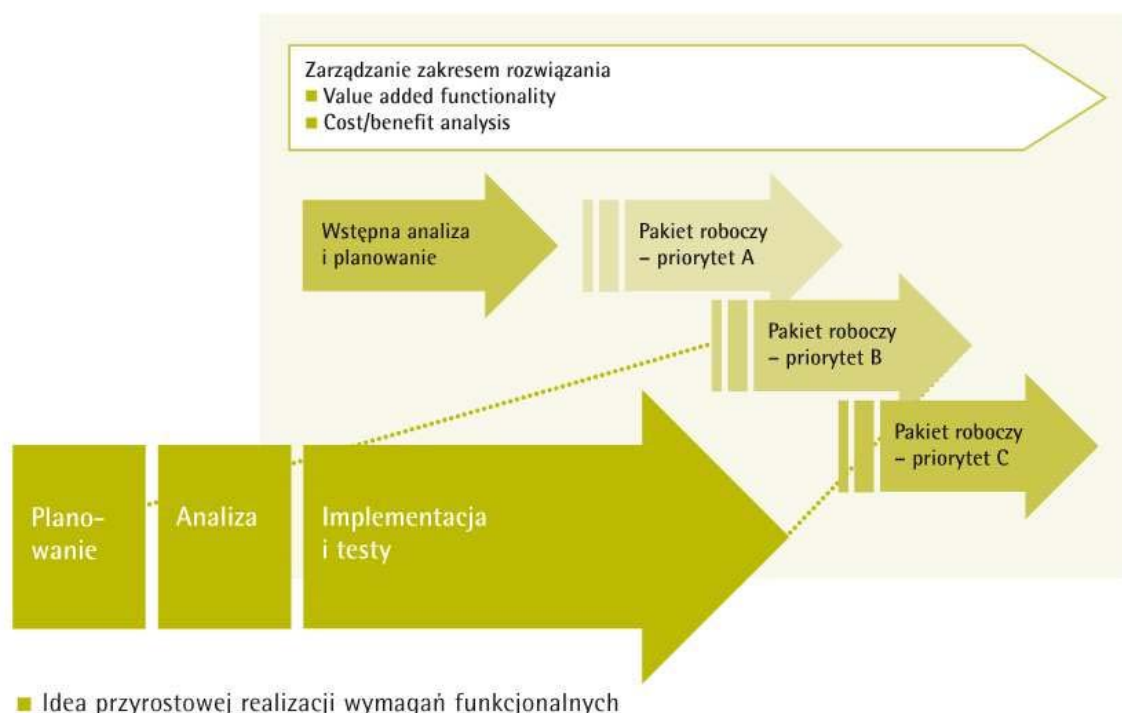 Zarządzanie zakresem rozwiązania
■ Value added functionality
■ Cost/benefit analysis
Wstępna analiza
i planowanie
Pakiet roboczy
– priorytet A
Pakiet roboczy
– priorytet B
Pakiet roboczy
– priorytet C
Plano-
wanie
Analiza
Implementacja
i testy
■ Idea przyrostowej realizacji wymagań funkcjonalnych